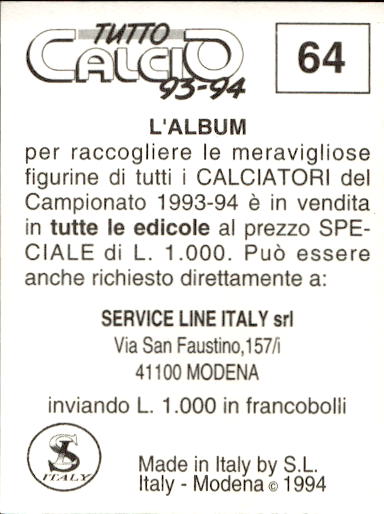 TUTTO
CALCIO
93-94
64
L'ALBUM
per raccogliere le meravigliose
figurine di tutti i CALCIATORI del
Campionato 1993-94 è in vendita
in tutte le edicole al prezzo SPE-
CIALE di L. 1.000. Può essere
anche richiesto direttamente a:
SERVICE LINE ITALY srl
Via San Faustino,157/i
41100 MODENA
inviando L. 1.000 in francobolli
SL
ITALY
Made in Italy by S.L.
Italy - Modena © 1994